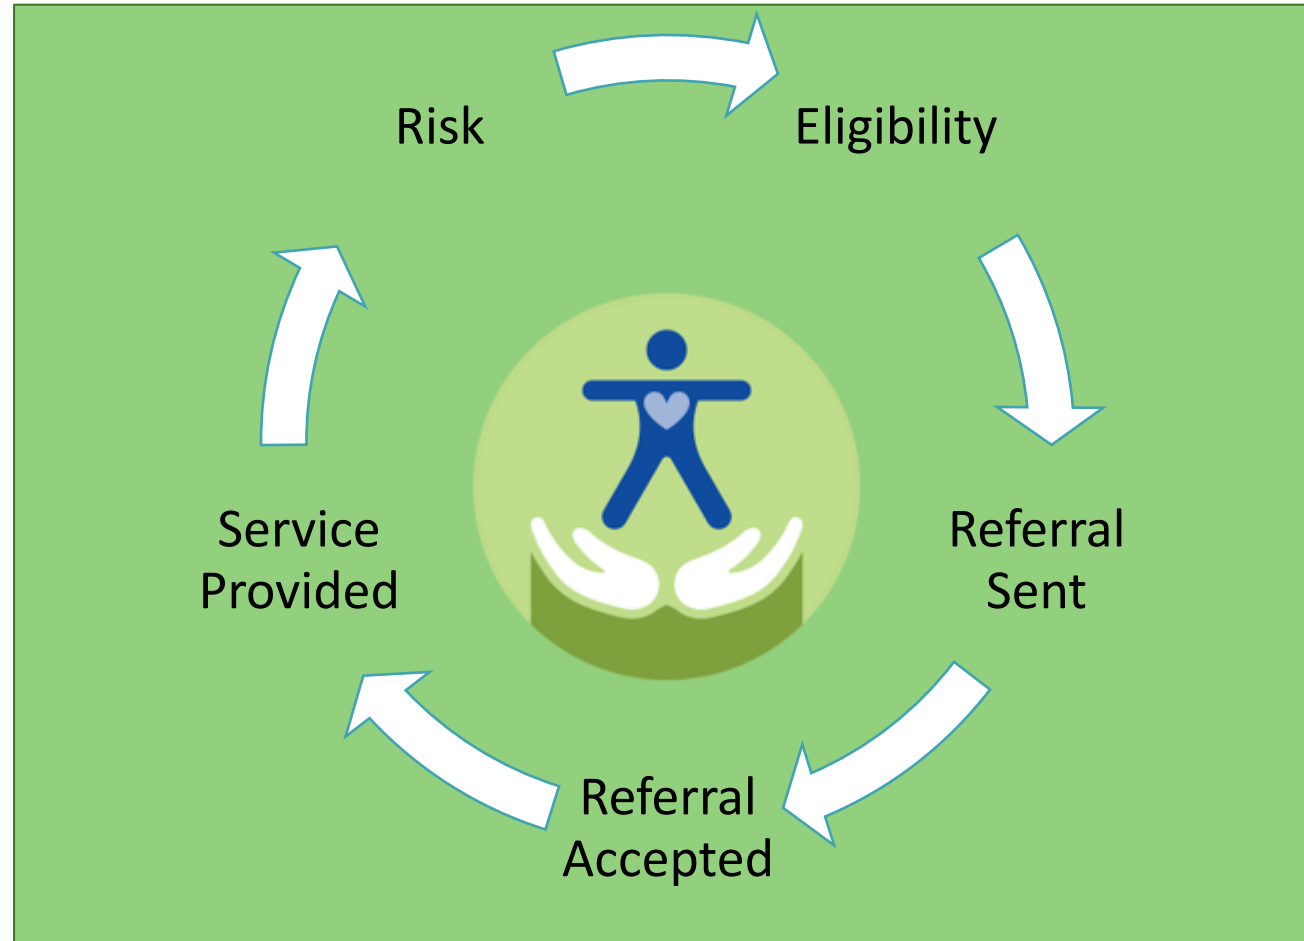 Risk
Eligibility
Referral
Sent
Referral
Accepted
Service
Provided